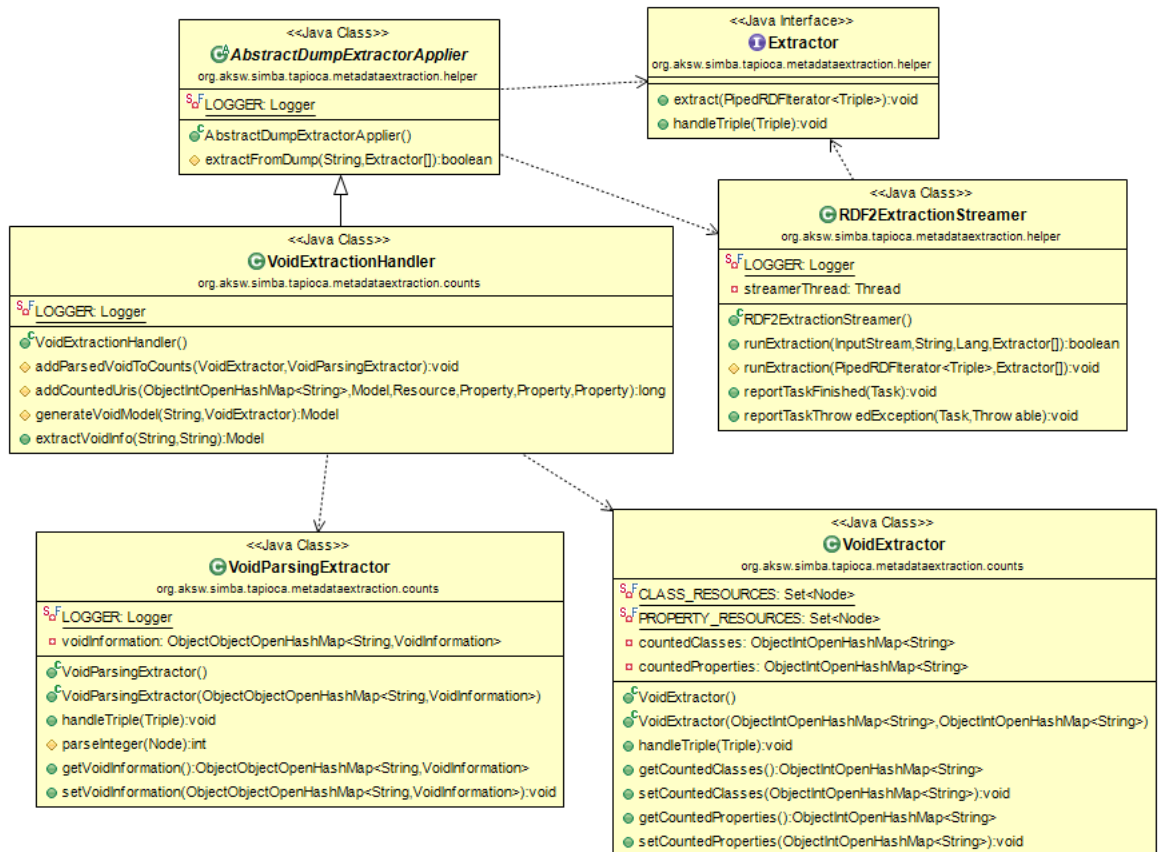 <<Java Class>>
AbstractDumpExtractorApplier
org.aksw.simba.tapioca.metadataextraction.helper
LOGGER: Logger
AbstractDumpExtractorApplier()
extractFromDump(String,Extractor[]):boolean
<<Java Interface>>
Extractor
org.aksw.simba.tapioca.metadataextraction.helper
extract(PipedRDFIterator<Triple>):void
handleTriple(Triple):void
<<Java Class>>
RDF2ExtractionStreamer
org.aksw.simba.tapioca.metadataextraction.helper
LOGGER: Logger
streamerThread: Thread
RDF2ExtractionStreamer()
runExtraction(InputStream,String,Lang,Extractor[]):boolean
runExtraction(PipedRDFIterator<Triple>,Extractor[]):void
reportTaskFinished(Task):void
reportTaskThrowedException(Task,Throwable):void
<<Java Class>>
VoidExtractionHandler
org.aksw.simba.tapioca.metadataextraction.counts
LOGGER: Logger
VoidExtractionHandler()
addParsedVoidToCounts(VoidExtractor,VoidParsingExtractor):void
addCountedUris(ObjectIntOpenHashMap<String>,Model,Resource,Property,Property,Property):long
generateVoidModel(String,VoidExtractor):Model
extractVoidInfo(String,String):Model
<<Java Class>>
VoidParsingExtractor
org.aksw.simba.tapioca.metadataextraction.counts
LOGGER: Logger
voidInformation: ObjectObjectOpenHashMap<String,VoidInformation>
VoidParsingExtractor()
VoidParsingExtractor(ObjectObjectOpenHashMap<String,VoidInformation>)
handleTriple(Triple):void
parseInteger(Node):int
getVoidInformation():ObjectObjectOpenHashMap<String,VoidInformation>
setVoidInformation(ObjectObjectOpenHashMap<String,VoidInformation>):void
<<Java Class>>
VoidExtractor
org.aksw.simba.tapioca.metadataextraction.counts
CLASS_RESOURCES: Set<Node>
PROPERTY_RESOURCES: Set<Node>
countedClasses: ObjectIntOpenHashMap<String>
countedProperties: ObjectIntOpenHashMap<String>
VoidExtractor()
VoidExtractor(ObjectIntOpenHashMap<String>,ObjectIntOpenHashMap<String>)
handleTriple(Triple):void
getCountedClasses():ObjectIntOpenHashMap<String>
setCountedClasses(ObjectIntOpenHashMap<String>):void
getCountedProperties():ObjectIntOpenHashMap<String>
setCountedProperties(ObjectIntOpenHashMap<String>):void